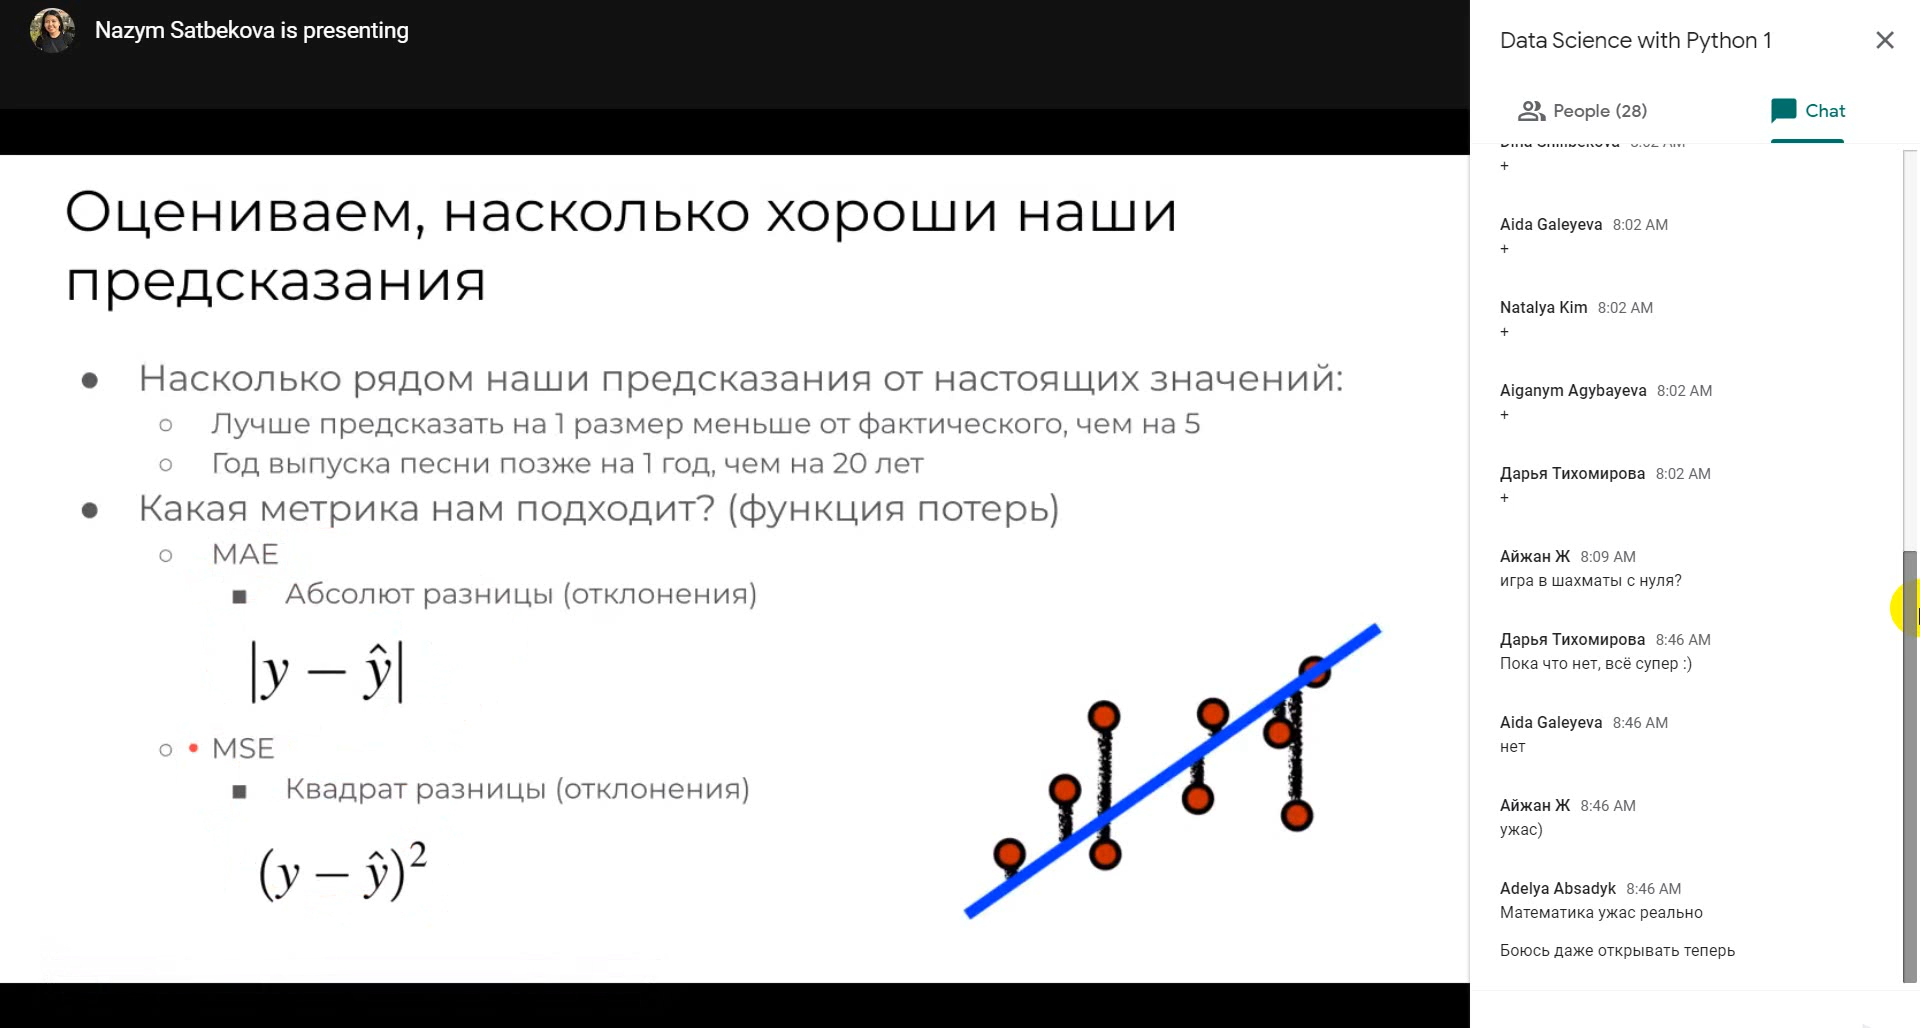 Nazym Satbekova is presenting
Оцениваем, насколько хороши наши
предсказания
● Насколько рядом наши предсказания от настоящих значений:
○ Лучше предсказать на 1 размер меньше от фактического, чем на 5
○ Год выпуска песни позже на 1 год, чем на 20 лет
● Какая метрика нам подходит? (функция потерь)
○ MAE
■ Абсолют разницы (отклонения)
|y − ŷ|
○ MSE
■ Квадрат разницы (отклонения)
(y − ŷ)²
Data Science with Python 1
People (28)
Chat
8:02 AM
+
Aida Galeyeva 8:02 AM
+
Natalya Kim 8:02 AM
+
Aiganym Agybayeva 8:02 AM
+
Дарья Тихомирова 8:02 AM
+
Айжан Ж 8:09 AM
игра в шахматы с нуля?
Дарья Тихомирова 8:46 AM
Пока что нет, всё супер :)
Aida Galeyeva 8:46 AM
нет
Айжан Ж 8:46 AM
ужас)
Adelya Absadyk 8:46 AM
Математика ужас реально
Боюсь даже открывать теперь